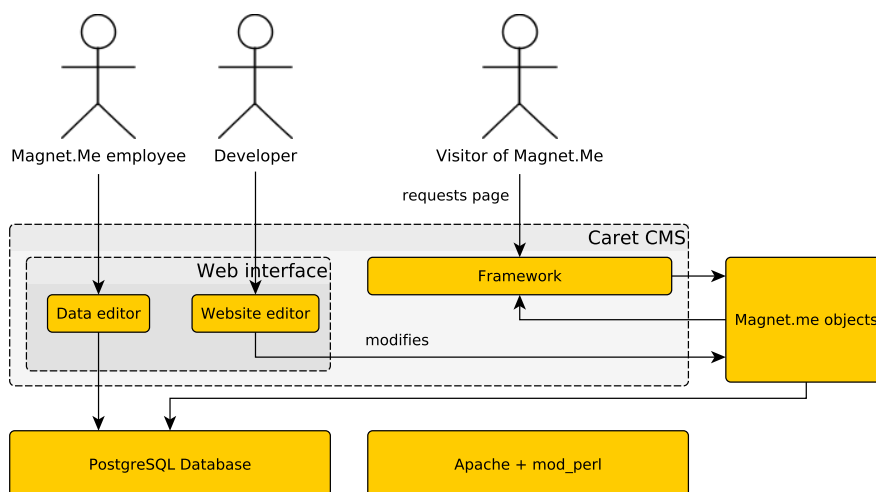 Magnet.Me employee
Developer
Visitor of Magnet.Me
requests page
Caret CMS
Web interface
Framework
Data editor
Website editor
Magnet.me objects
modifies
PostgreSQL Database
Apache + mod_perl